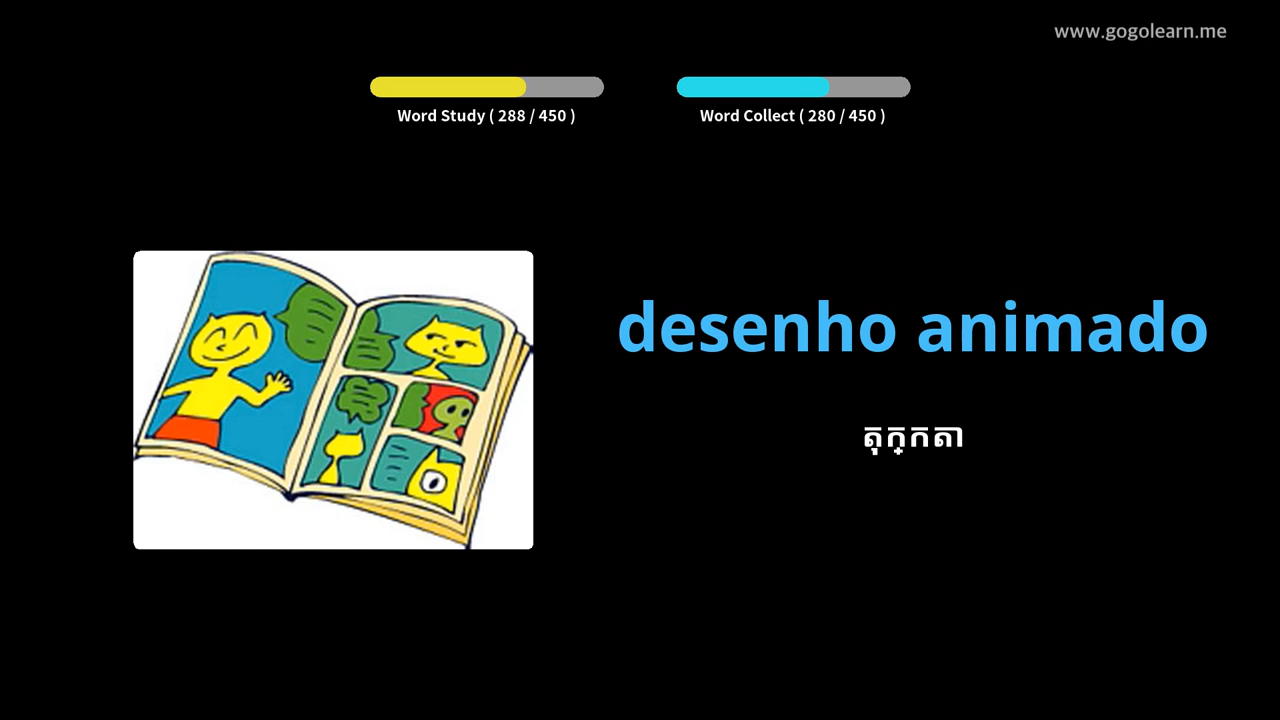 www.gogolearn.me
Word Study ( 288 / 450 )
Word Collect ( 280 / 450 )
desenho animado
តុក្កតា